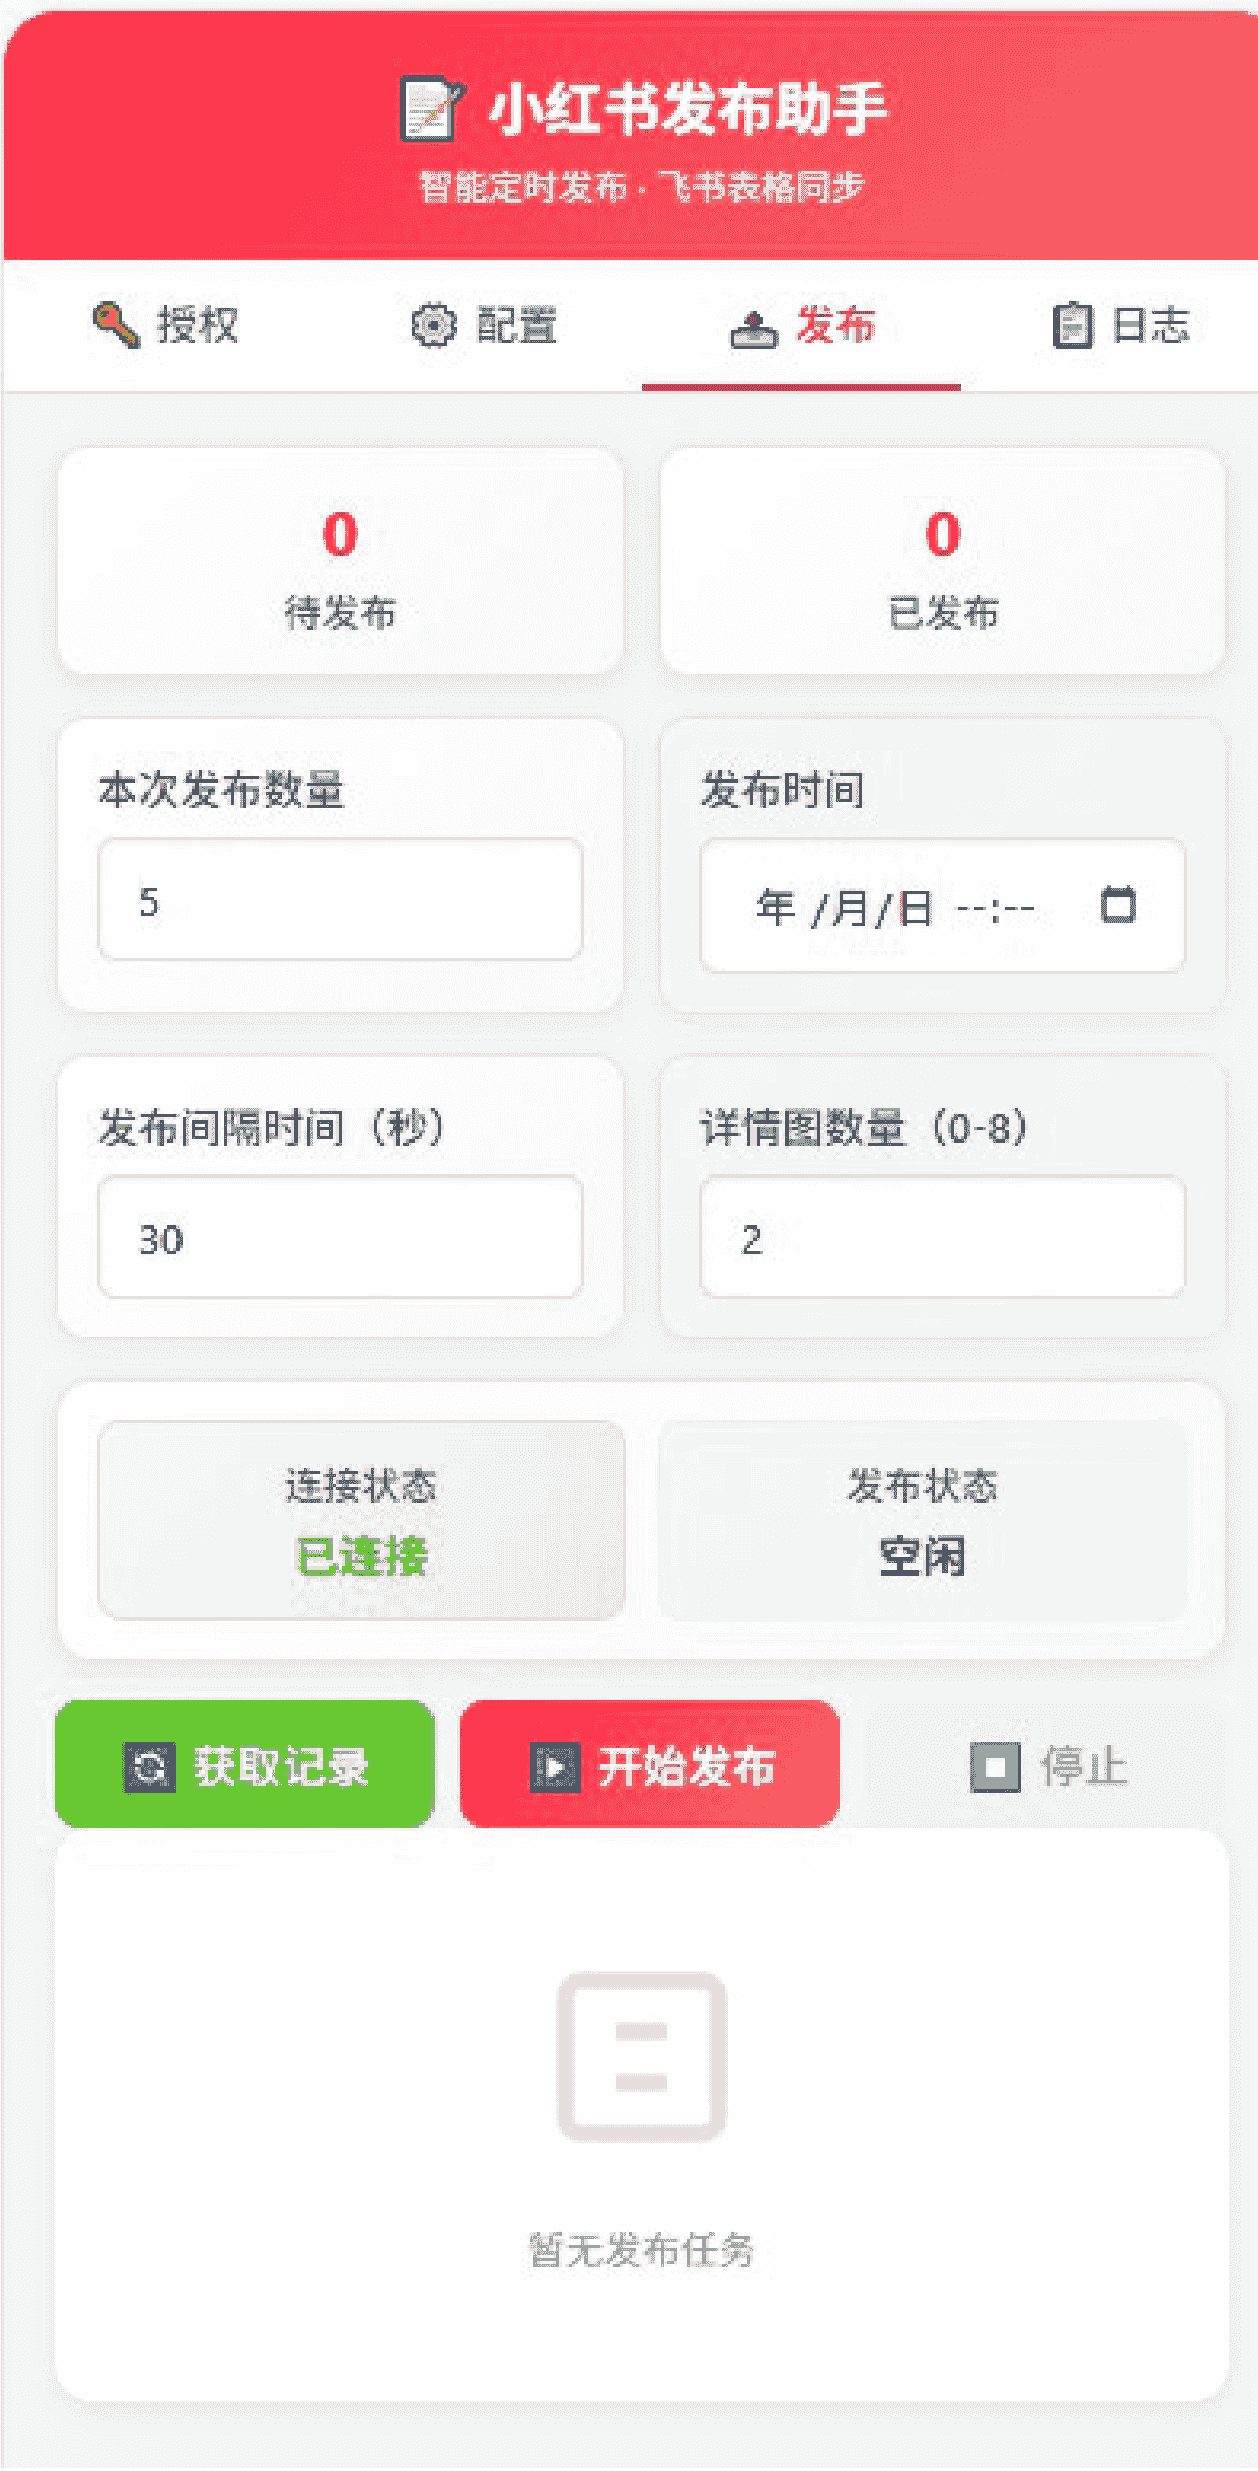 小红书发布助手
智能定时发布 · 飞书表格同步
授权 配置 发布 日志
0 0
待发布 已发布
本次发布数量 发布时间
5 年 /月/日 --:--
发布间隔时间（秒） 详情图数量（0-8）
30 2
连接状态 发布状态
已连接 空闲
获取记录 开始发布 停止
暂无发布任务